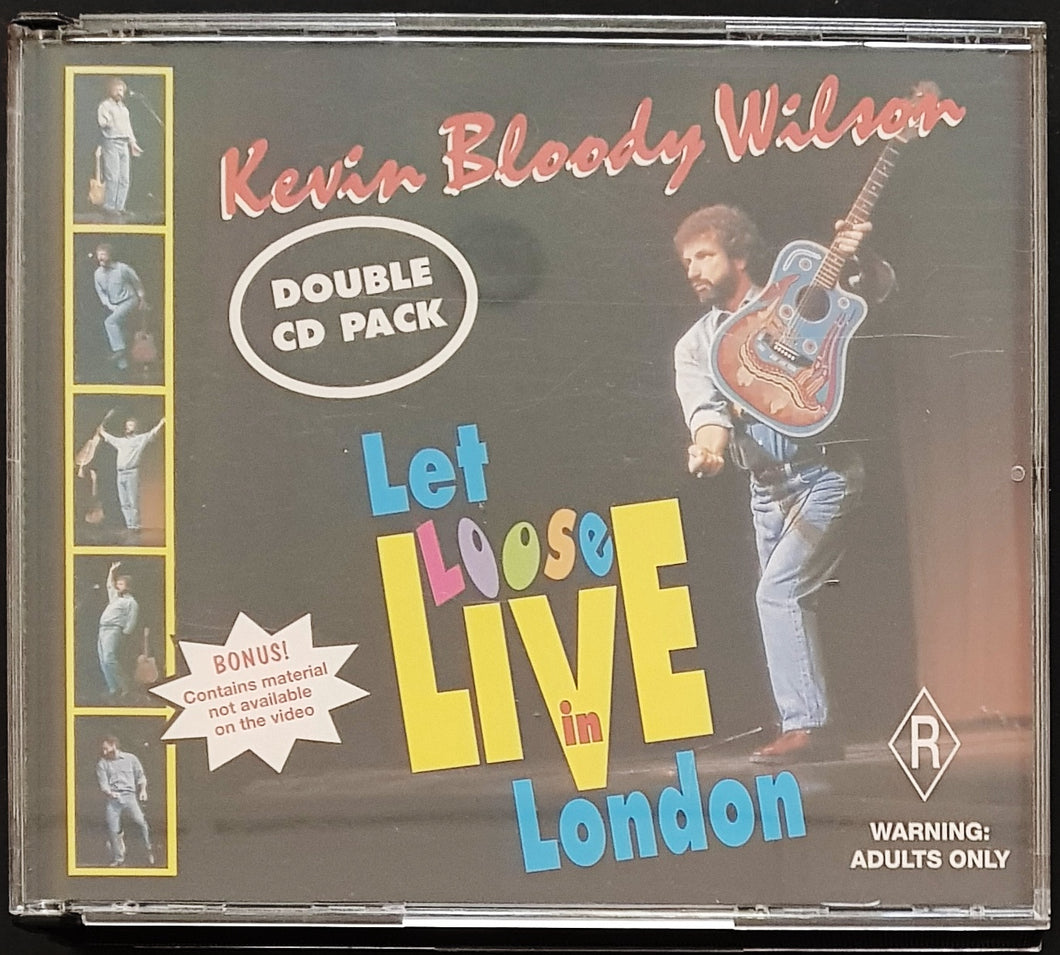 Kevin Bloody Wilson
DOUBLE
CD PACK
Let
Loose
LIVE
in
London
BONUS!
Contains material
not available
on the video
R
WARNING:
ADULTS ONLY